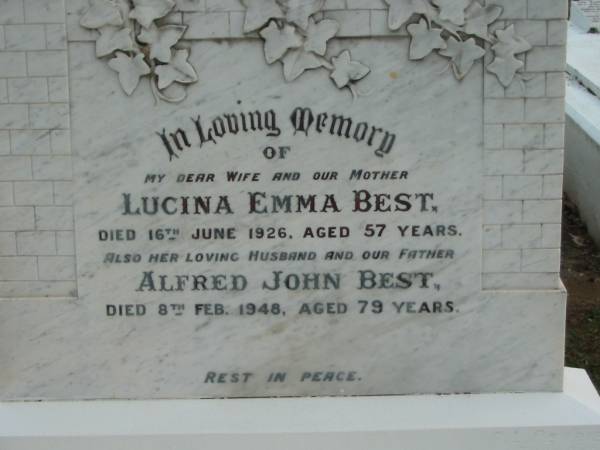 In Loving Memory
OF
MY DEAR WIFE AND OUR MOTHER
LUCINA EMMA BEST,
DIED 16TH JUNE 1926, AGED 57 YEARS.
ALSO HER LOVING HUSBAND AND OUR FATHER
ALFRED JOHN BEST,
DIED 8TH FEB. 1948, AGED 79 YEARS.
REST IN PEACE.